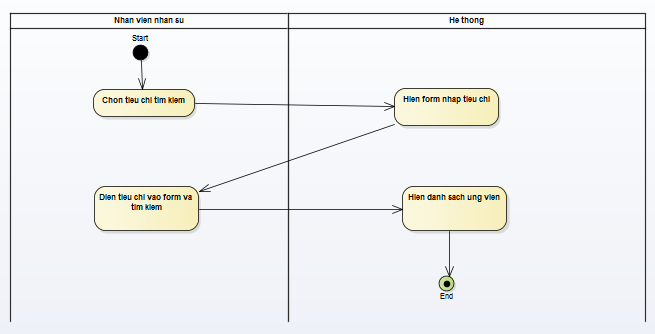 Nhan vien nhan su
He thong
Start
Chon tieu chi tim kiem
Hien form nhap tieu chi
Dien tieu chi vao form va
tim kiem
Hien danh sach ung vien
End